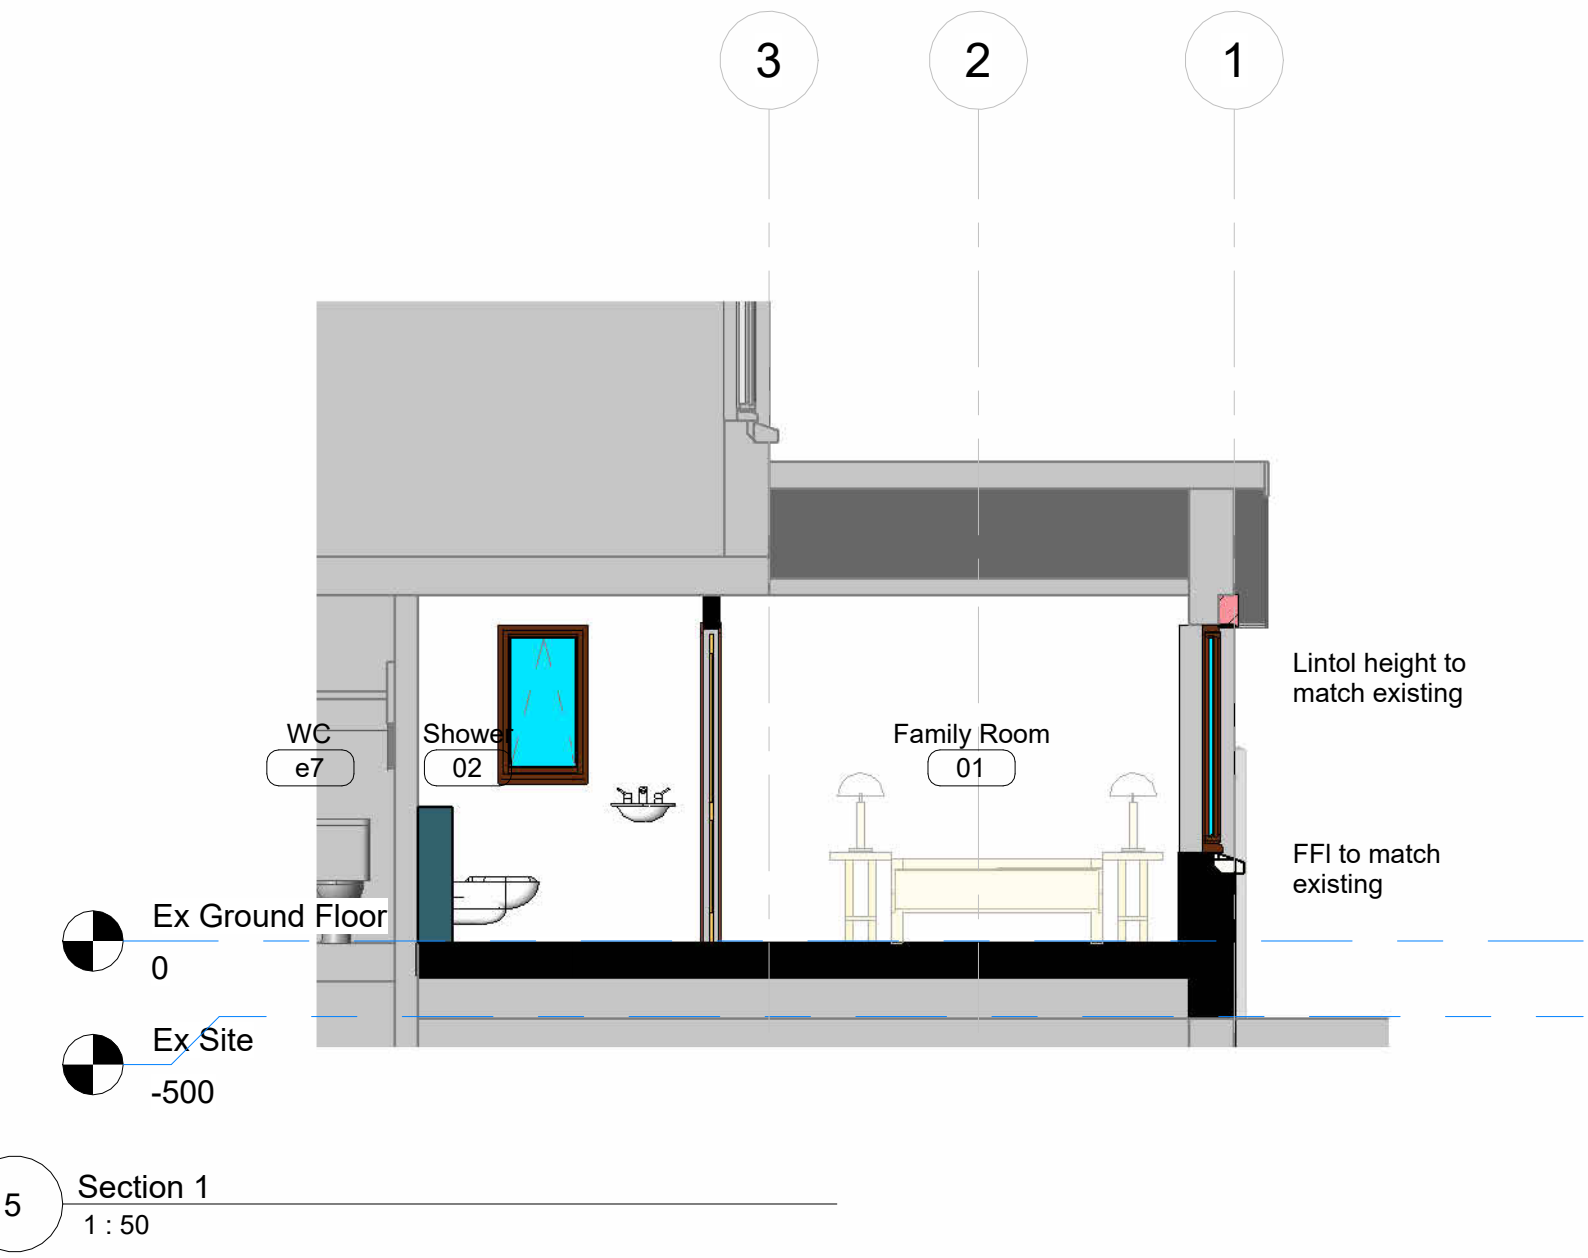 3
2
1
Lintol height to
match existing
WC
e7
Shower
02
Family Room
01
FFl to match
existing
Ex Ground Floor
0
Ex Site
-500
5
Section 1
1 : 50